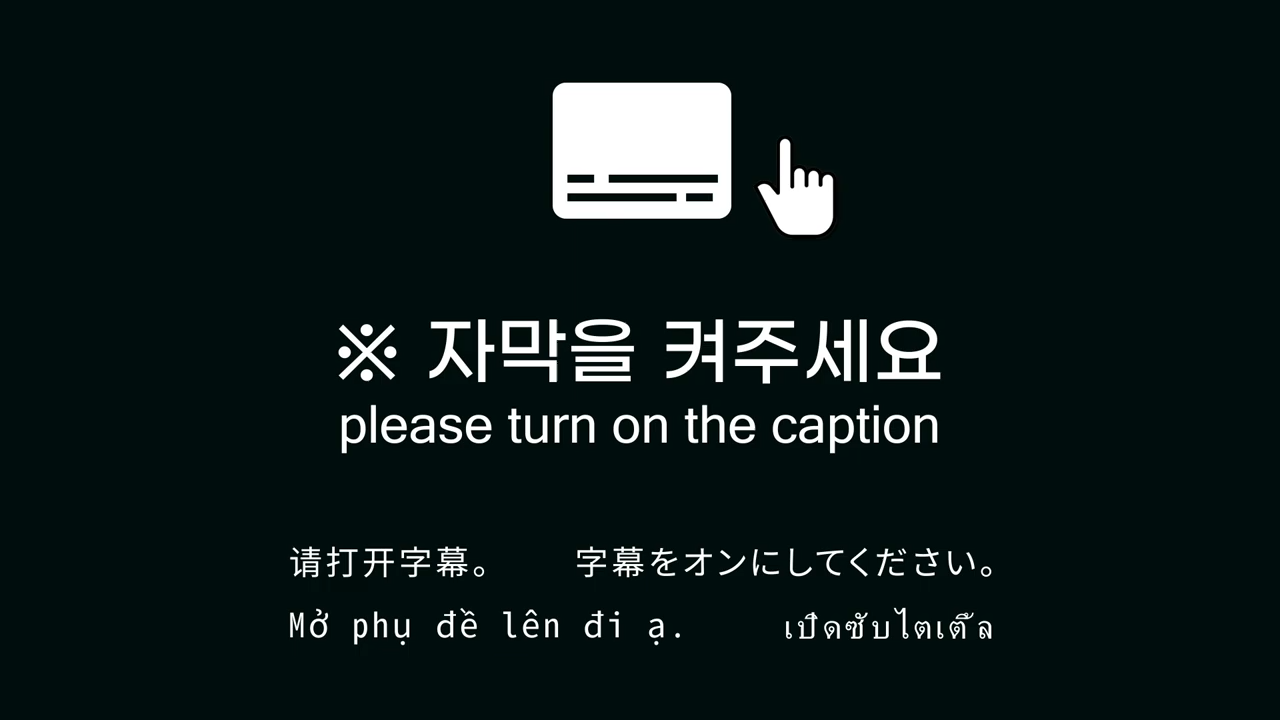 ※ 자막을 켜주세요
please turn on the caption
请打开字幕。 字幕をオンにしてください。
Mở phụ đề lên đi ạ. เปิดซับไตเติ้ล